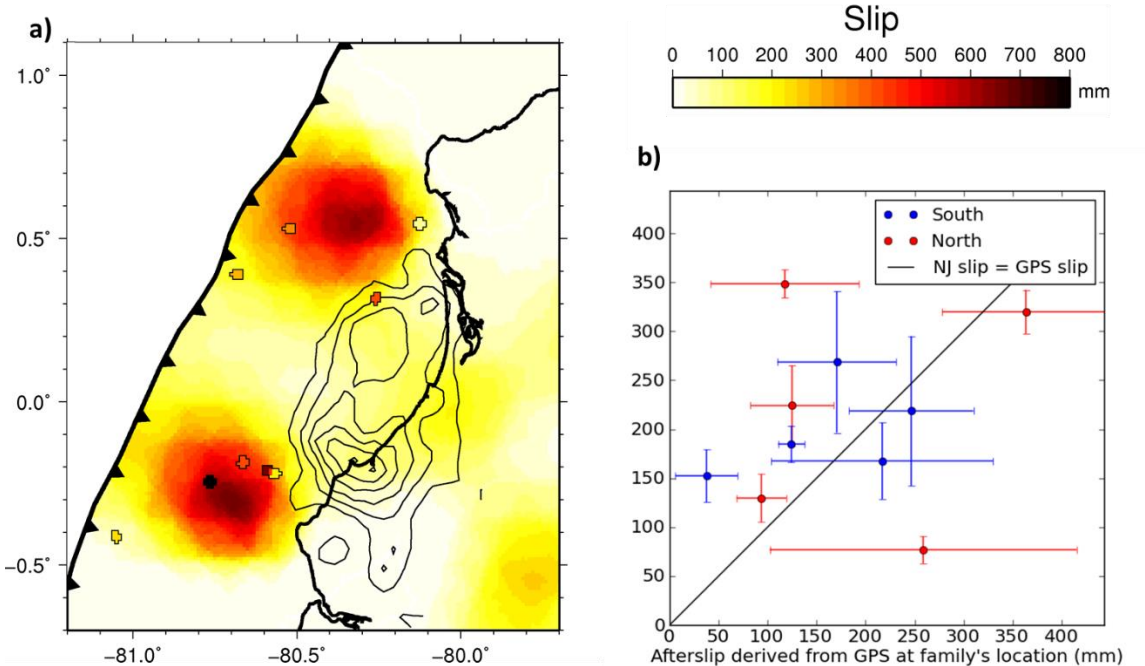 a)
1.0°
0.5°
0.0°
−0.5°
−81.0° −80.5° −80.0°
Slip
0 100 200 300 400 500 600 700 800
mm
b)
400
350
300
250
200
150
100
50
0
South
North
NJ slip = GPS slip
0 50 100 150 200 250 300 350 400
Afterslip derived from GPS at family's location (mm)